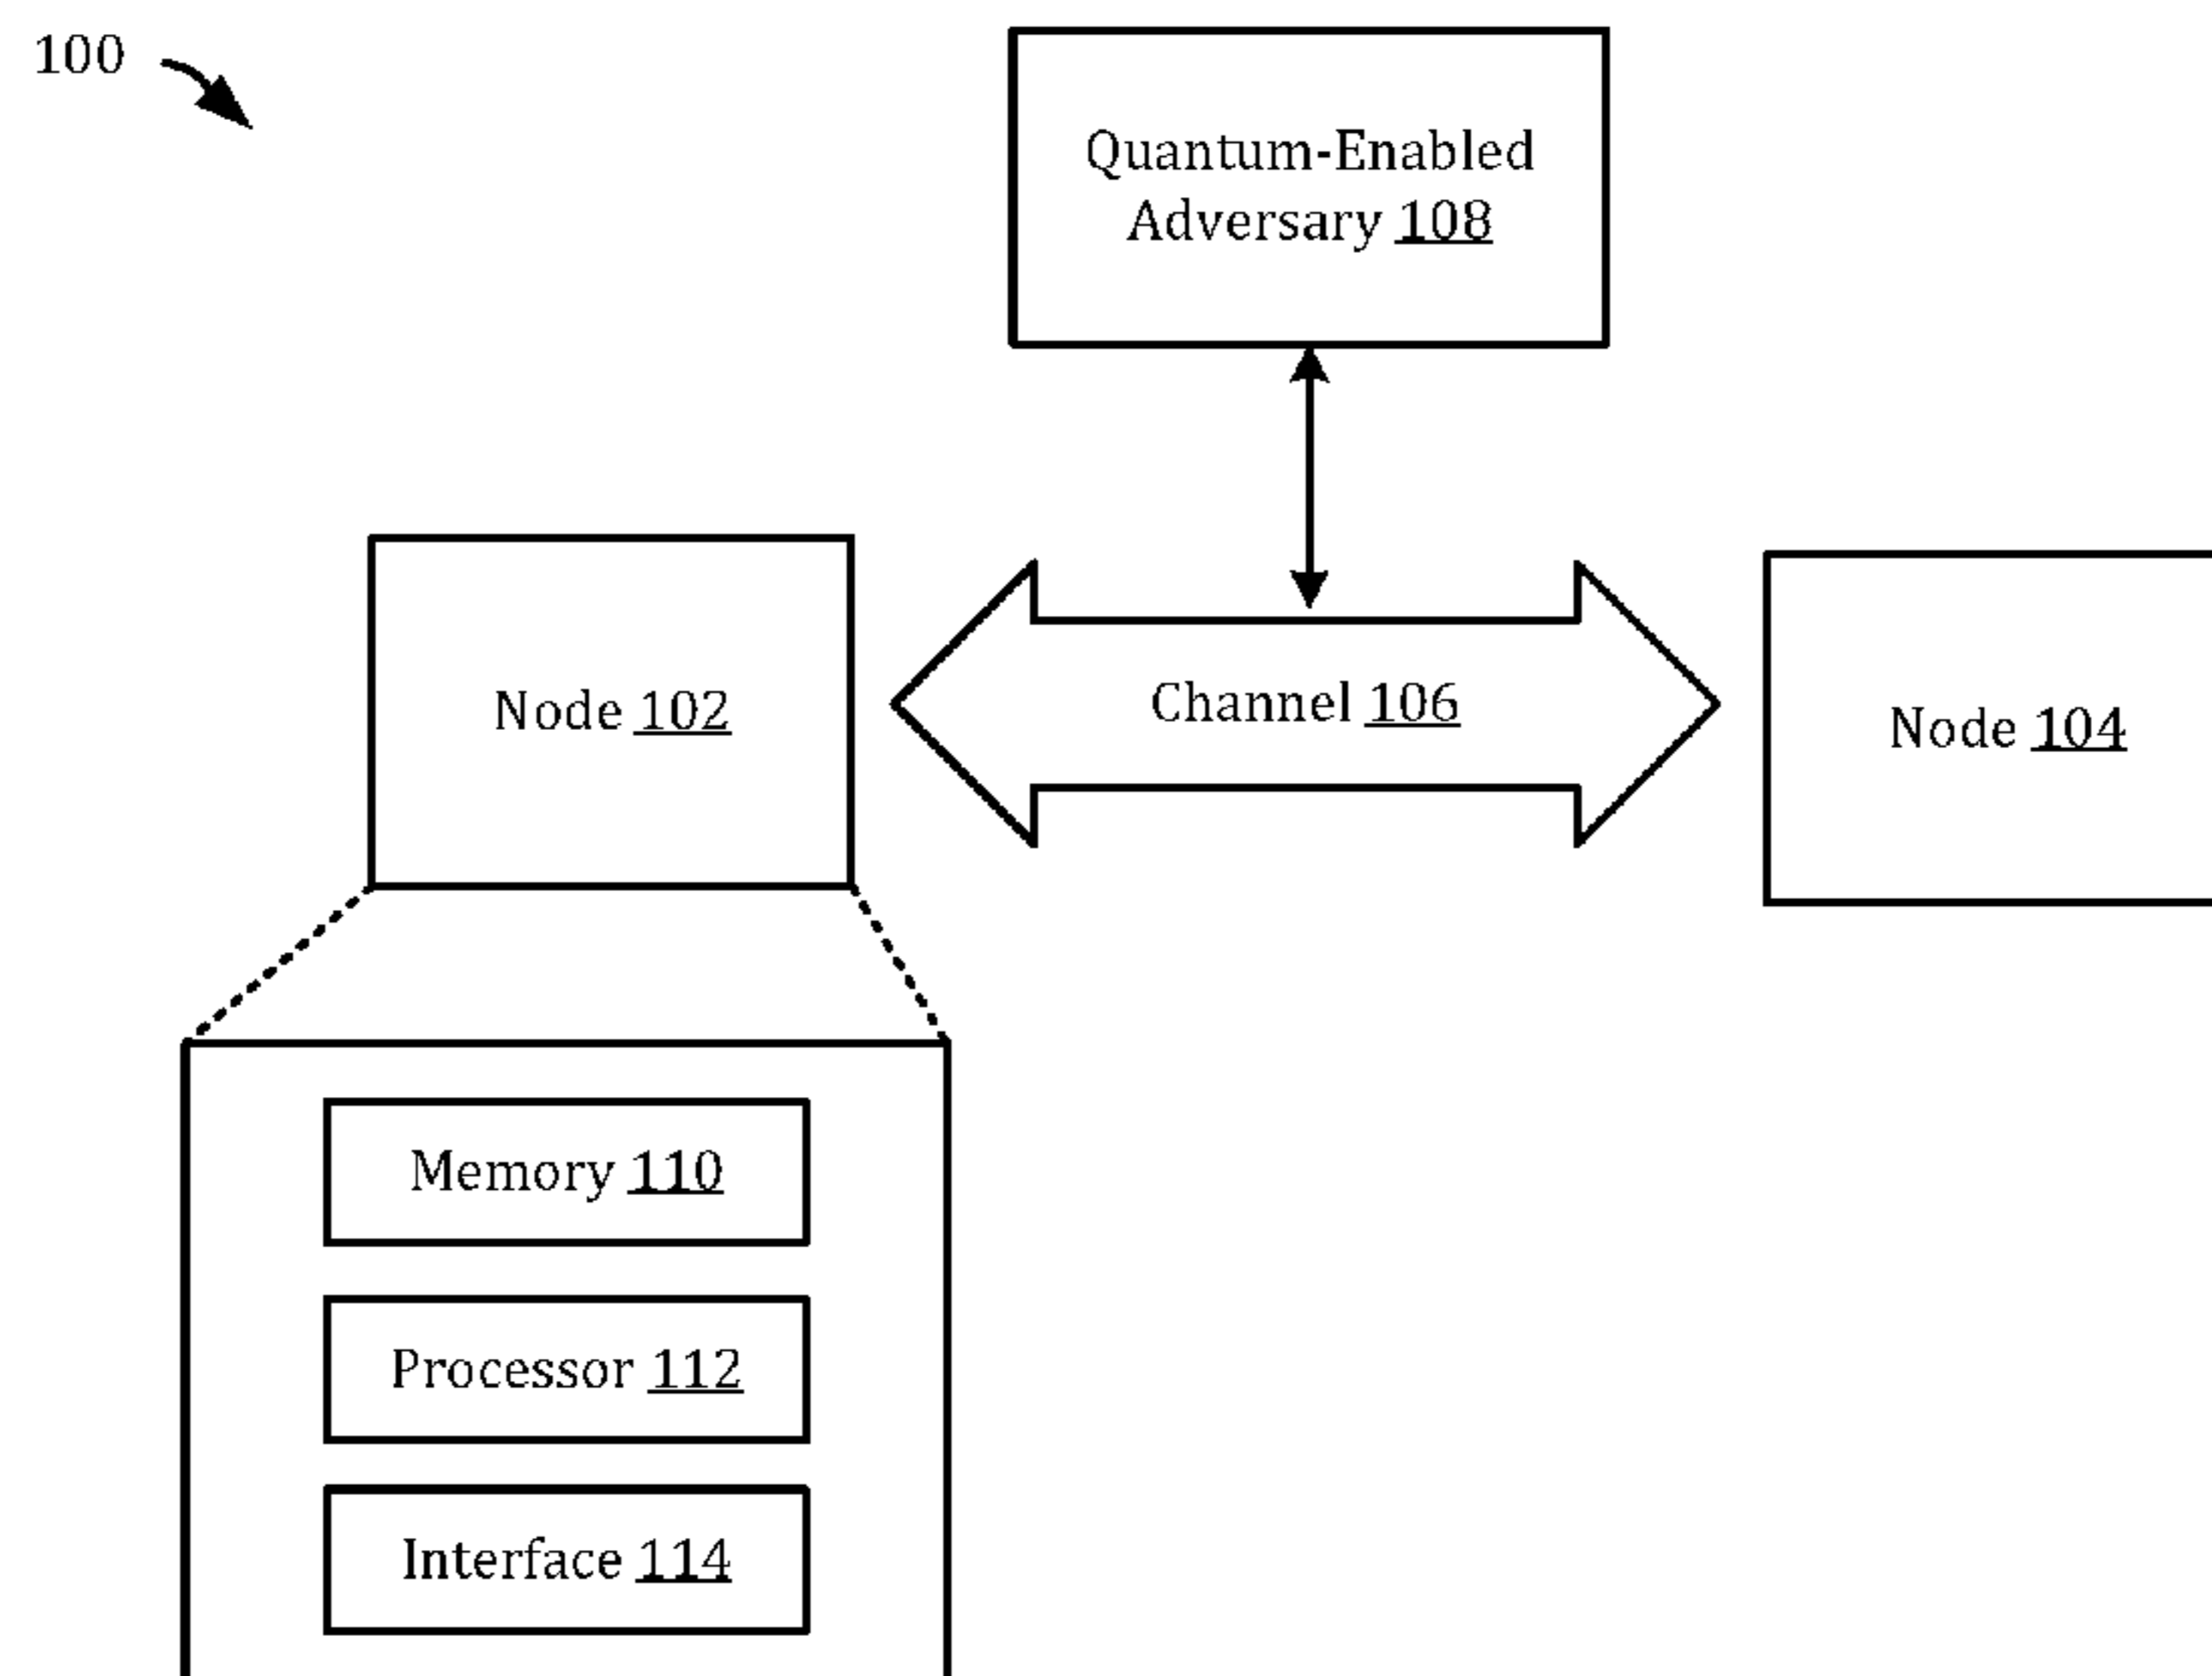 100
Quantum-Enabled
Adversary 108
Node 102
Channel 106
Node 104
Memory 110
Processor 112
Interface 114